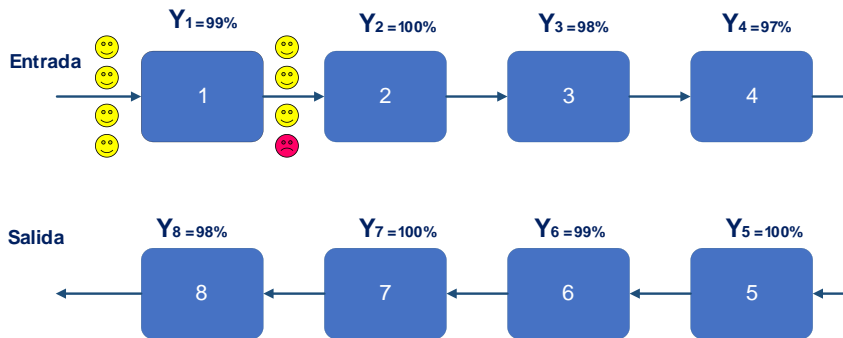 Y1=99%
Y2=100%
Y3=98%
Y4=97%
Entrada
1
2
3
4
Salida
Y8=98%
Y7=100%
Y6=99%
Y5=100%
8
7
6
5